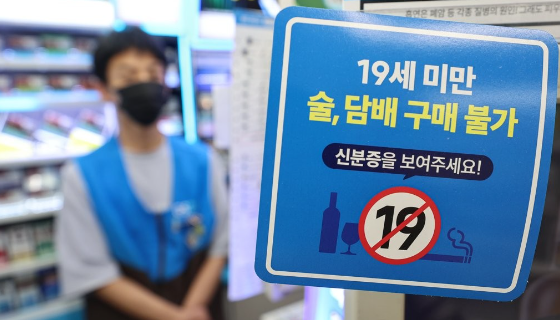 19세 미만
술, 담배 구매 불가
신분증을 보여주세요!
19